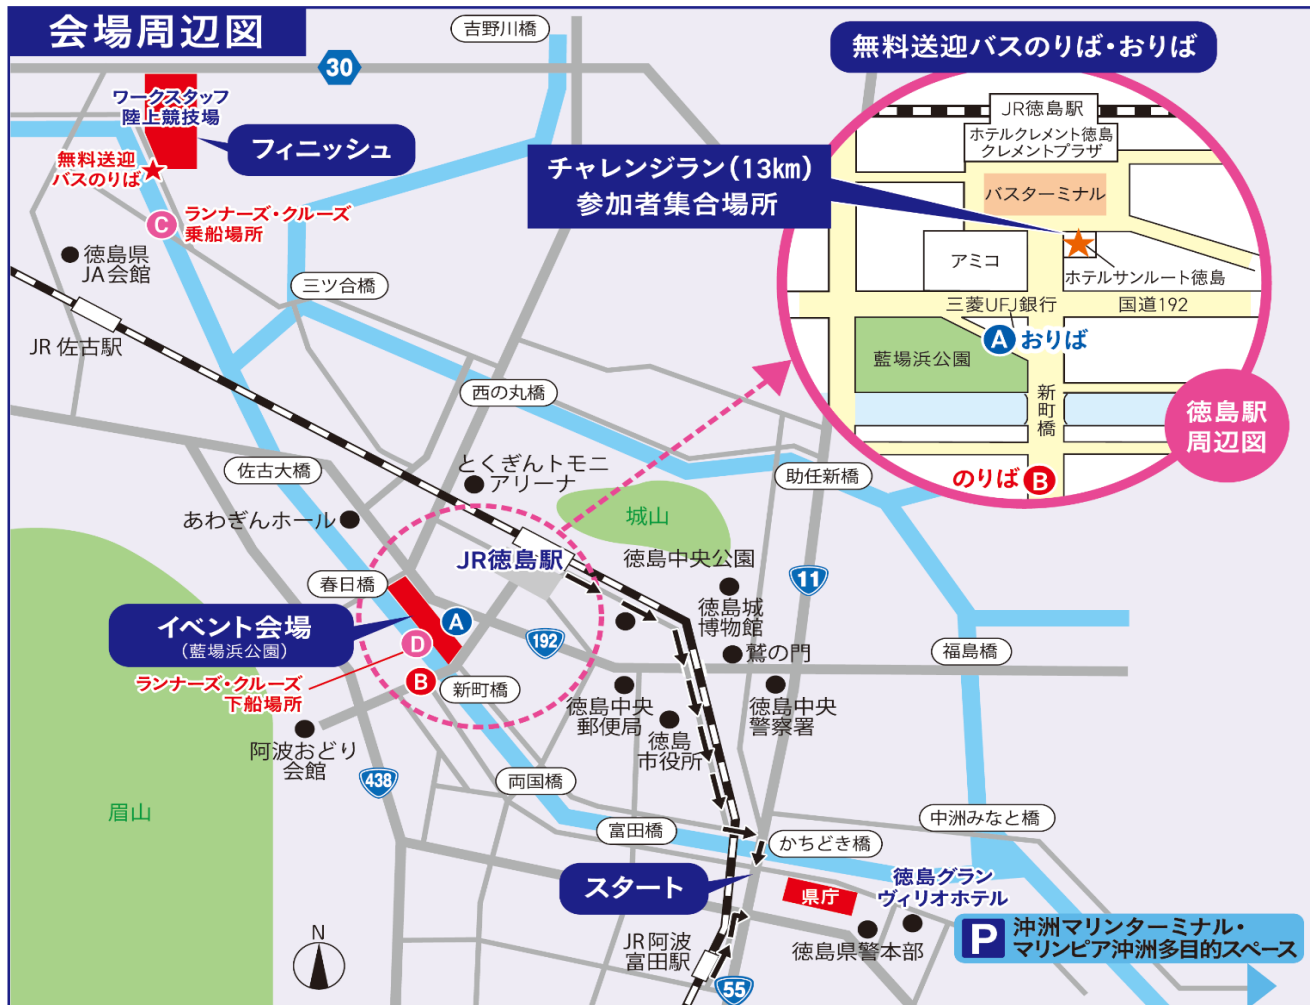 会場周辺図
吉野川橋
30
ワークスタッフ
陸上競技場
フィニッシュ
無料送迎
バスのりば
C
ランナーズ・クルーズ
乗船場所
徳島県
JA会館
三ツ合橋
JR 佐古駅
西の丸橋
佐古大橋
とくぎんトモニ
アリーナ
助任新橋
あわぎんホール
城山
JR徳島駅
徳島中央公園
春日橋
11
徳島城
博物館
イベント会場
(藍場浜公園)
A
D
192
鷲の門
福島橋
ランナーズ・クルーズ
下船場所
B
新町橋
徳島中央
郵便局
徳島
市役所
徳島中央
警察署
阿波おどり
会館
438
両国橋
眉山
富田橋
中洲みなと橋
かちどき橋
スタート
県庁
徳島グラン
ヴィリオホテル
N
JR阿波
富田駅
徳島県警本部
P
沖洲マリンターミナル・
マリンピア沖洲多目的スペース
55
無料送迎バスのりば・おりば
JR徳島駅
ホテルクレメント徳島
クレメントプラザ
チャレンジラン(13km)
参加者集合場所
バスターミナル
アミコ
ホテルサンルート徳島
三菱UFJ銀行
国道192
A おりば
藍場浜公園
新町橋
徳島駅
周辺図
のりば B